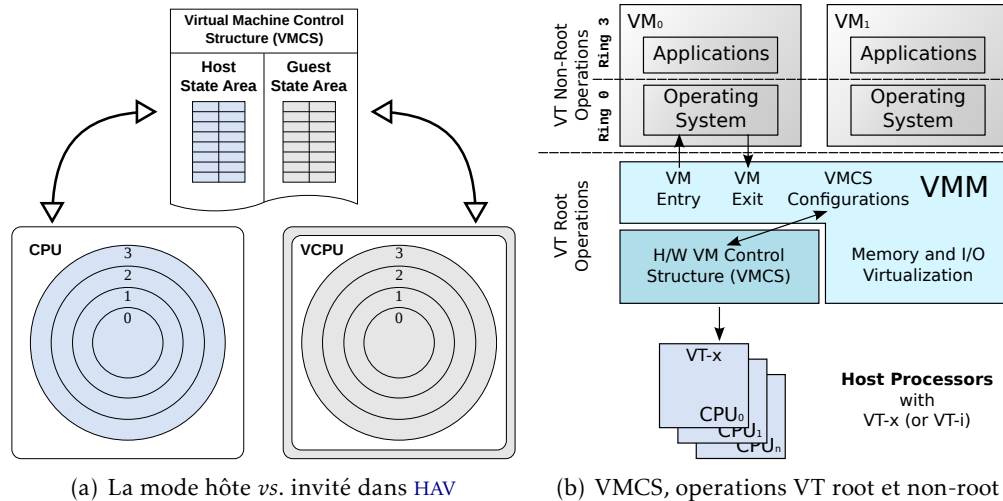 Virtual Machine Control
Structure (VMCS)
Host
State Area
Guest
State Area
CPU
3
2
1
0
VCPU
3
2
1
0
(a) La mode hôte vs. invité dans HAV
VT Non-Root
Operations
Ring 3
Ring 0
VM0
Applications
Operating
System
VM1
Applications
Operating
System
VT Root
Operations
VM
Entry
VM
Exit
VMCS
Configurations
VMM
H/W VM Control
Structure (VMCS)
Memory and I/O
Virtualization
VT-x
CPU0
CPU1
CPUn
Host Processors
with
VT-x (or VT-i)
(b) VMCS, operations VT root et non-root